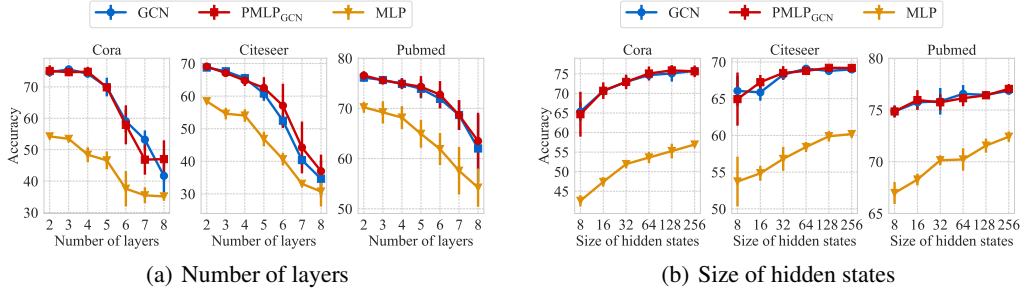 GCN PMLP_GCN MLP
Cora Citeseer Pubmed
Accuracy
70 60 50 40 30
70 60 50 40 30
80 70 60 50
2 3 4 5 6 7 8
2 3 4 5 6 7 8
2 3 4 5 6 7 8
Number of layers Number of layers Number of layers
(a) Number of layers
GCN PMLP_GCN MLP
Cora Citeseer Pubmed
Accuracy
75 70 65 60 55 50 45
70 65 60 55 50
80 75 70 65
8 16 32 64 128 256
8 16 32 64 128 256
8 16 32 64 128 256
Size of hidden states Size of hidden states Size of hidden states
(b) Size of hidden states